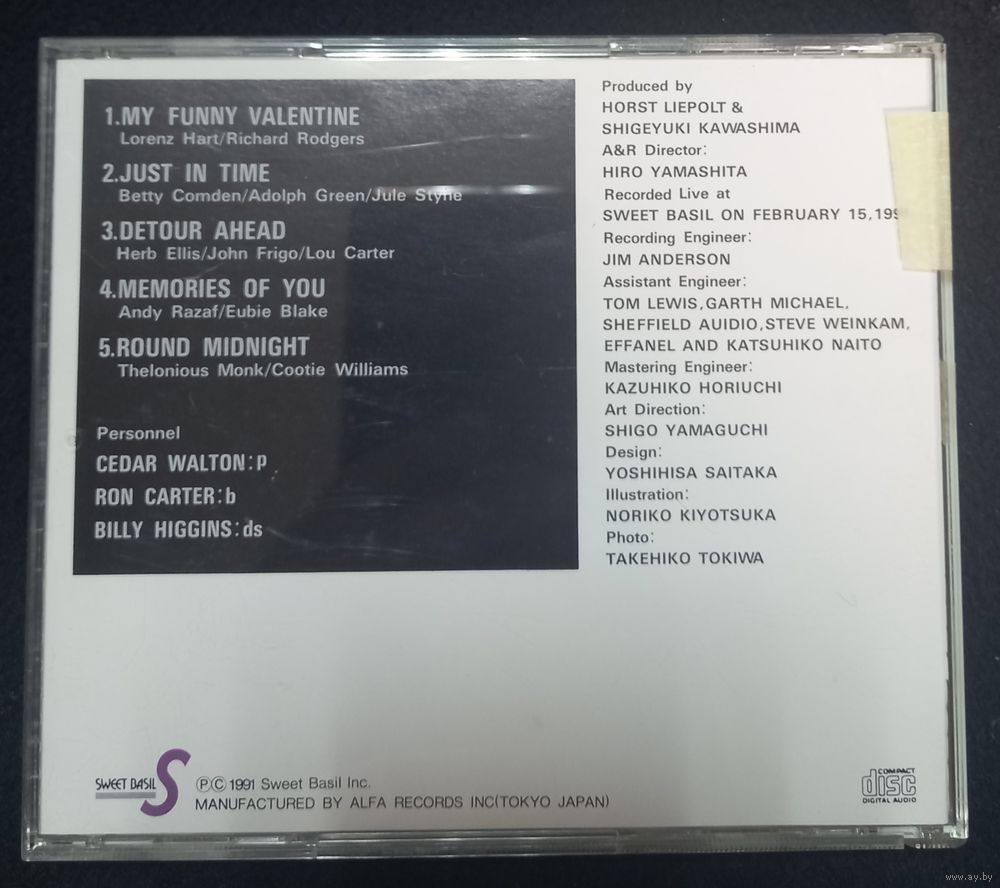 1.MY FUNNY VALENTINE
Lorenz Hart/Richard Rodgers
2.JUST IN TIME
Betty Comden/Adolph Green/Jule Styne
3.DETOUR AHEAD
Herb Ellis/John Frigo/Lou Carter
4.MEMORIES OF YOU
Andy Razaf/Eubie Blake
5.ROUND MIDNIGHT
Thelonious Monk/Cootie Williams
Personnel
CEDAR WALTON:p
RON CARTER:b
BILLY HIGGINS:ds
Produced by
HORST LIEPOLT &
SHIGEYUKI KAWASHIMA
A&R Director:
HIRO YAMASHITA
Recorded Live at
SWEET BASIL ON FEBRUARY 15,
Recording Engineer:
JIM ANDERSON
Assistant Engineer:
TOM LEWIS,GARTH MICHAEL,
SHEFFIELD AUIDIO,STEVE WEINKAM,
EFFANEL AND KATSUHIKO NAITO
Mastering Engineer:
KAZUHIKO HORIUCHI
Art Direction:
SHIGO YAMAGUCHI
Design:
YOSHIHISA SAITAKA
Illustration:
NORIKO KIYOTSUKA
Photo:
TAKEHIKO TOKIWA
SWEET BASIL S
Ⓟ© 1991 Sweet Basil Inc.
MANUFACTURED BY ALFA RECORDS INC(TOKYO JAPAN)
COMPACT
disc
DIGITAL AUDIO
www.ay.by